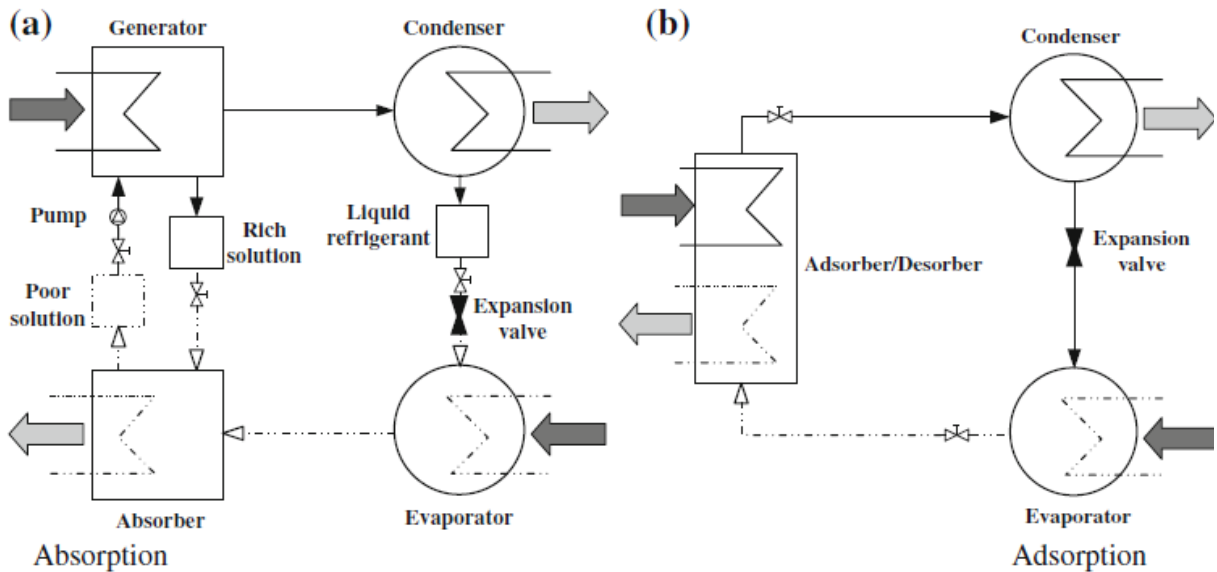 (a)
Generator
Condenser
Pump
Rich
solution
Liquid
refrigerant
Poor
solution
Expansion
valve
Absorber
Evaporator
Absorption
(b)
Condenser
Expansion
valve
Adsorber/Desorber
Evaporator
Adsorption